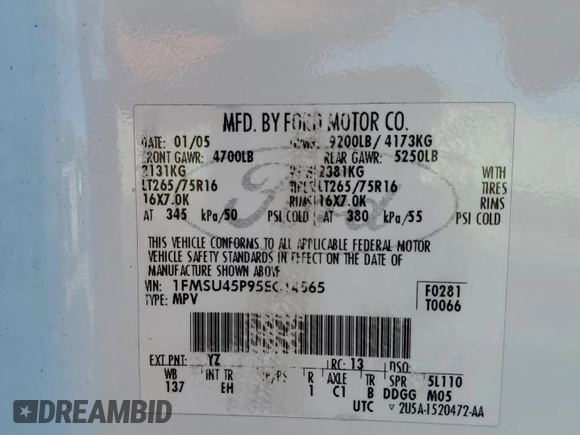 MFD. BY FORD MOTOR CO.
DATE: 01/05 GVWR: 9200LB/ 4173KG
FRONT GAWR: 4700LB REAR GAWR: 5250LB
2131KG 2381KG WITH
LT265/75R16 TIRES LT265/75R16 TIRES
16X7.0K RIMS 16X7.0K RIMS
AT 345 kPa/50 PSI COLD AT 380 kPa/55 PSI COLD
Ford
THIS VEHICLE CONFORMS TO ALL APPLICABLE FEDERAL MOTOR
VEHICLE SAFETY STANDARDS IN EFFECT ON THE DATE OF
MANUFACTURE SHOWN ABOVE.
VIN: F0281
TYPE: MPV T0066
EXT PNT: YZ RC: 13 DSO:
WB INT TR TP/PS R AXLE TR SPR 5L110
137 EH 1 C1 B DDGG M05
UTC 2U5A-1520472-AA
DREAMBID